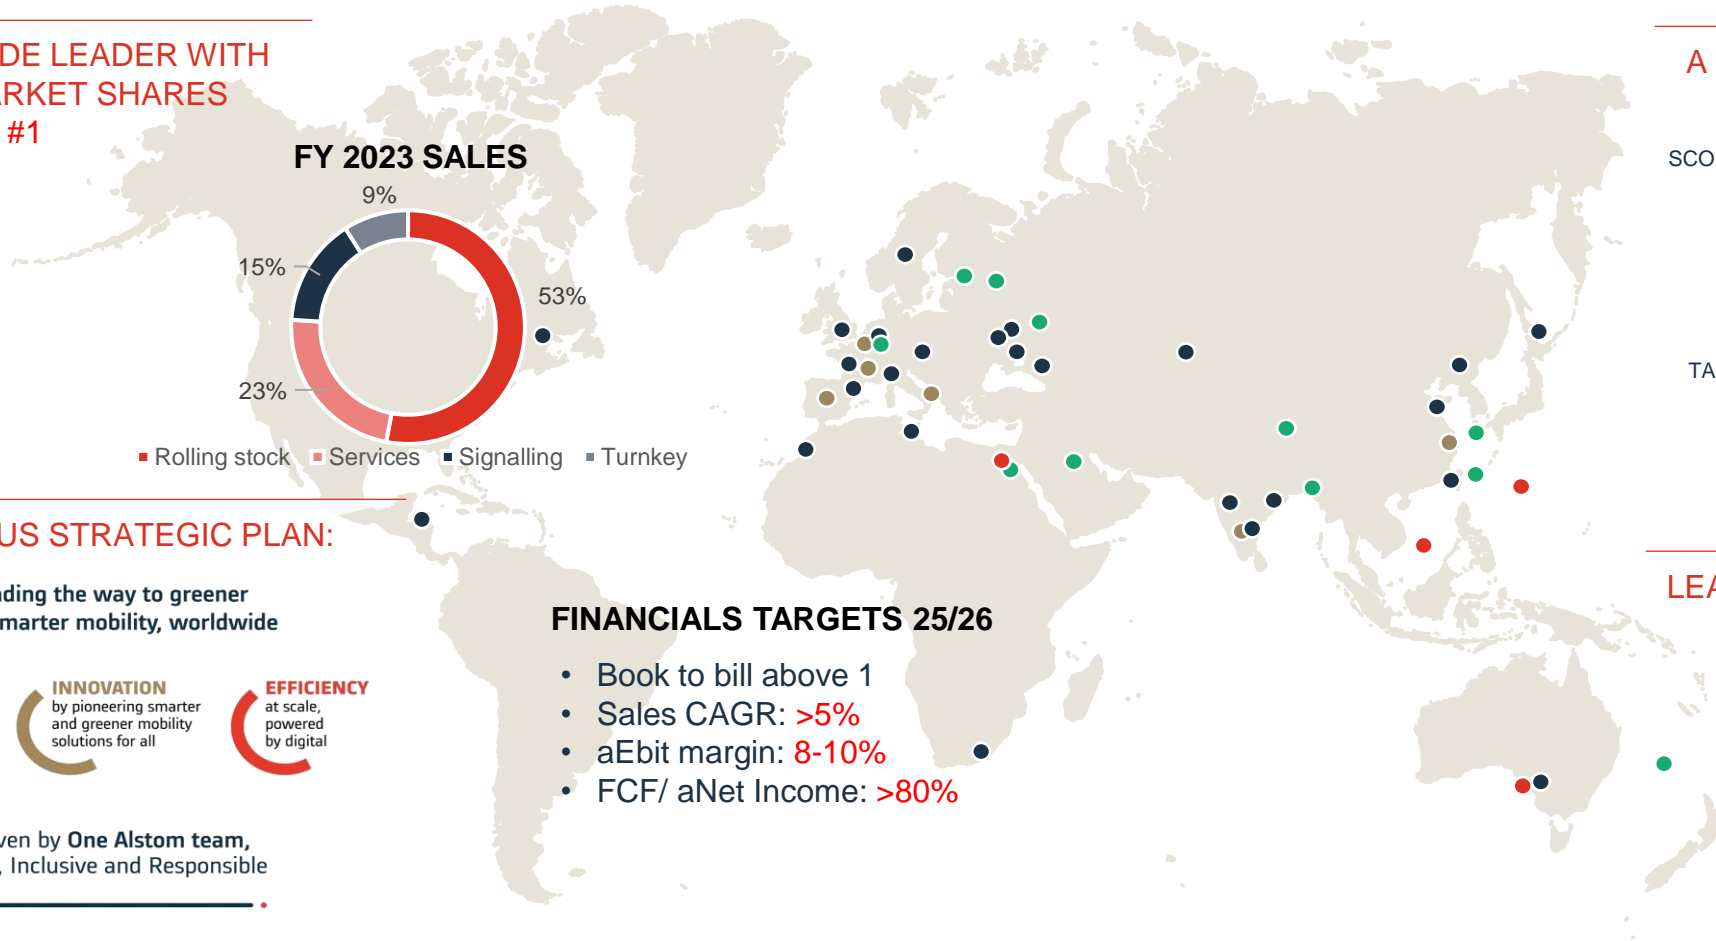 DE LEADER WITH
ARKET SHARES
#1
FY 2023 SALES
9%
15%
53%
23%
Rolling stock Services Signalling Turnkey
US STRATEGIC PLAN:
ding the way to greener
marter mobility, worldwide
INNOVATION
by pioneering smarter
and greener mobility
solutions for all
EFFICIENCY
at scale,
powered
by digital
ven by One Alstom team,
, Inclusive and Responsible
FINANCIALS TARGETS 25/26
• Book to bill above 1
• Sales CAGR: >5%
• aEbit margin: 8-10%
• FCF/ aNet Income: >80%
A
SCO
TA
LEA